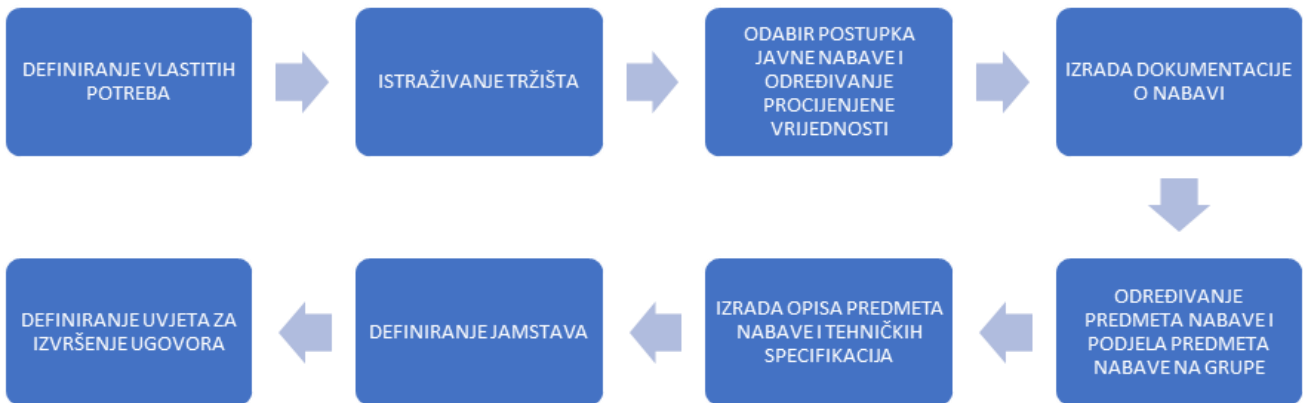 DEFINIRANJE VLASTITIH
POTREBA
ISTRAŽIVANJE TRŽIŠTA
ODABIR POSTUPKA
JAVNE NABAVE I
ODREĐIVANJE
PROCIJENJENE
VRIJEDNOSTI
IZRADA DOKUMENTACIJE
O NABAVI
ODREĐIVANJE
PREDMETA NABAVE I
PODJELA PREDMETA
NABAVE NA GRUPE
IZRADA OPISA PREDMETA
NABAVE I TEHNIČKIH
SPECIFIKACIJA
DEFINIRANJE JAMSTAVA
DEFINIRANJE UVJETA ZA
IZVRŠENJE UGOVORA